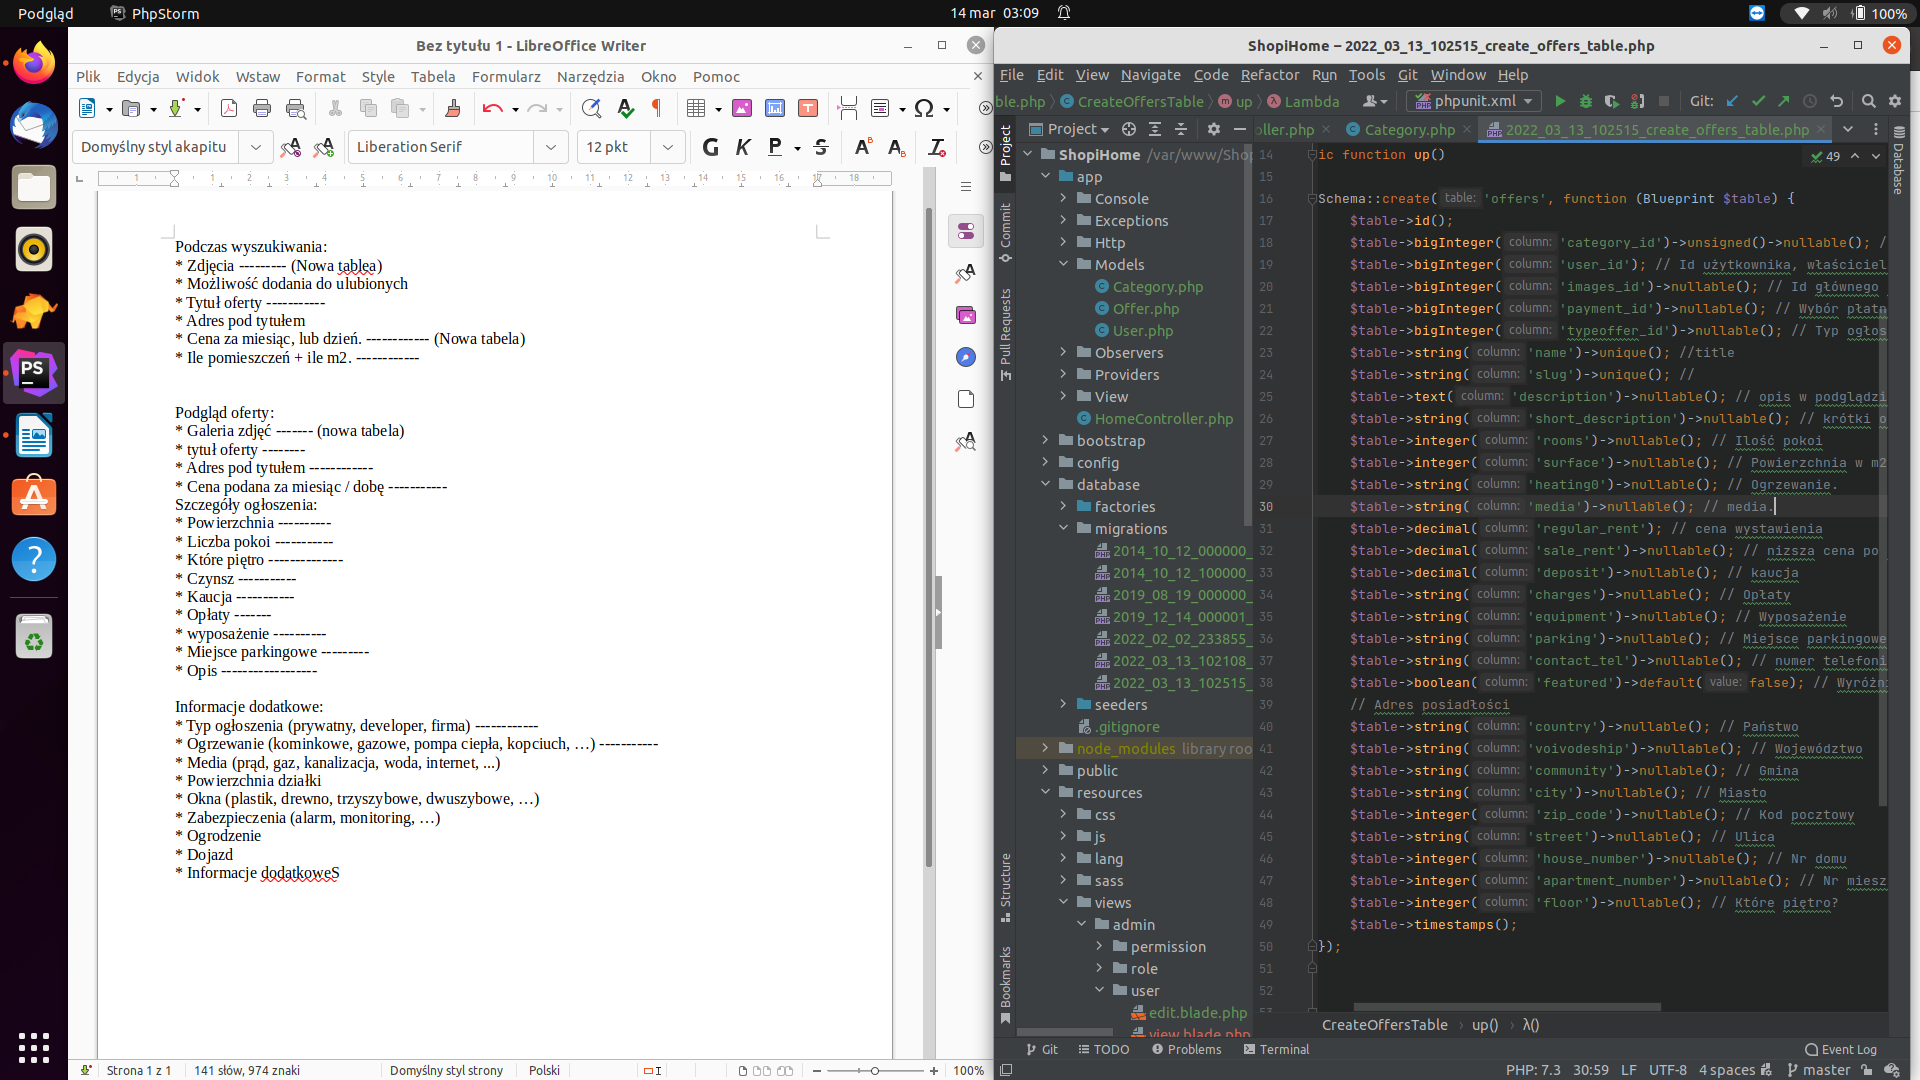 Podgląd
PhpStorm
14 mar 03:09
100%
Bez tytułu 1 - LibreOffice Writer
Plik Edycja Widok Wstaw Format Style Tabela Formularz Narzędzia Okno Pomoc
Domyślny styl akapitu
Liberation Serif
12 pkt
G K P S
Podczas wyszukiwania:
* Zdjęcia --------- (Nowa tablea)
* Możliwość dodania do ulubionych
* Tytuł oferty -----------
* Adres pod tytułem
* Cena za miesiąc, lub dzień. ------------ (Nowa tabela)
* Ile pomieszczeń + ile m2. ------------
Podgląd oferty:
* Galeria zdjęć ------- (nowa tabela)
* tytuł oferty --------
* Adres pod tytułem ------------
* Cena podana za miesiąc / dobę -----------
Szczegóły ogłoszenia:
* Powierzchnia ----------
* Liczba pokoi -----------
* Które piętro --------------
* Czynsz -----------
* Kaucja -----------
* Opłaty -------
* wyposażenie ----------
* Miejsce parkingowe ---------
* Opis ------------------
Informacje dodatkowe:
* Typ ogłoszenia (prywatny, developer, firma) ------------
* Ogrzewanie (kominkowe, gazowe, pompa ciepła, kopciuch, …) -----------
* Media (prąd, gaz, kanalizacja, woda, internet, ...)
* Powierzchnia działki
* Okna (plastik, drewno, trzyszybowe, dwuszybowe, …)
* Zabezpieczenia (alarm, monitoring, …)
* Ogrodzenie
* Dojazd
* Informacje dodatkoweS
Strona 1 z 1
141 słów, 974 znaki
Domyślny styl strony
Polski
100%
ShopiHome – 2022_03_13_102515_create_offers_table.php
File Edit View Navigate Code Refactor Run Tools Git Window Help
ble.php
CreateOffersTable
up
Lambda
phpunit.xml
Git:
Project
ller.php
Category.php
2022_03_13_102515_create_offers_table.php
49
Project
Commit
Pull Requests
Structure
Bookmarks
Database
ShopiHome /var/www/Shop
app
Console
Exceptions
Http
Models
Category.php
Offer.php
User.php
Observers
Providers
View
HomeController.php
bootstrap
config
database
factories
migrations
2014_10_12_000000_
2014_10_12_100000_
2019_08_19_000000_
2019_12_14_000001_
2022_02_02_233855_
2022_03_13_102108_
2022_03_13_102515_
seeders
.gitignore
node_modules library roo
public
resources
css
js
lang
sass
views
admin
permission
role
user
edit.blade.php
view.blade.php
14 ic function up()
15
16 Schema::create( table: 'offers', function (Blueprint $table) {
17 $table->id();
18 $table->bigInteger( column: 'category_id')->unsigned()->nullable(); /
19 $table->bigInteger( column: 'user_id'); // Id użytkownika, właściciel
20 $table->bigInteger( column: 'images_id')->nullable(); // Id głównego
21 $table->bigInteger( column: 'payment_id')->nullable(); // Wybór płatn
22 $table->bigInteger( column: 'typeoffer_id')->nullable(); // Typ ogłos
23 $table->string( column: 'name')->unique(); //title
24 $table->string( column: 'slug')->unique(); //
25 $table->text( column: 'description')->nullable(); // opis w podglądzi
26 $table->string( column: 'short_description')->nullable(); // krótki o
27 $table->integer( column: 'rooms')->nullable(); // Ilość pokoi
28 $table->integer( column: 'surface')->nullable(); // Powierzchnia w m2
29 $table->string( column: 'heating0')->nullable(); // Ogrzewanie.
30 $table->string( column: 'media')->nullable(); // media.
31 $table->decimal( column: 'regular_rent'); // cena wystawienia
32 $table->decimal( column: 'sale_rent')->nullable(); // nizsza cena po
33 $table->decimal( column: 'deposit')->nullable(); // kaucja
34 $table->string( column: 'charges')->nullable(); // Opłaty
35 $table->string( column: 'equipment')->nullable(); // Wyposażenie
36 $table->string( column: 'parking')->nullable(); // Miejsce parkingowe
37 $table->string( column: 'contact_tel')->nullable(); // numer telefoni
38 $table->boolean( column: 'featured')->default( value: false); // Wyróżni
39 // Adres posiadłości
40 $table->string( column: 'country')->nullable(); // Państwo
41 $table->string( column: 'voivodeship')->nullable(); // Województwo
42 $table->string( column: 'community')->nullable(); // Gmina
43 $table->string( column: 'city')->nullable(); // Miasto
44 $table->integer( column: 'zip_code')->nullable(); // Kod pocztowy
45 $table->string( column: 'street')->nullable(); // Ulica
46 $table->integer( column: 'house_number')->nullable(); // Nr domu
47 $table->integer( column: 'apartment_number')->nullable(); // Nr miesz
48 $table->integer( column: 'floor')->nullable(); // Które piętro?
49 $table->timestamps();
50 });
51
52
CreateOffersTable › up() › λ()
Git
TODO
Problems
Terminal
Event Log
PHP: 7.3
30:59
LF
UTF-8
4 spaces
master